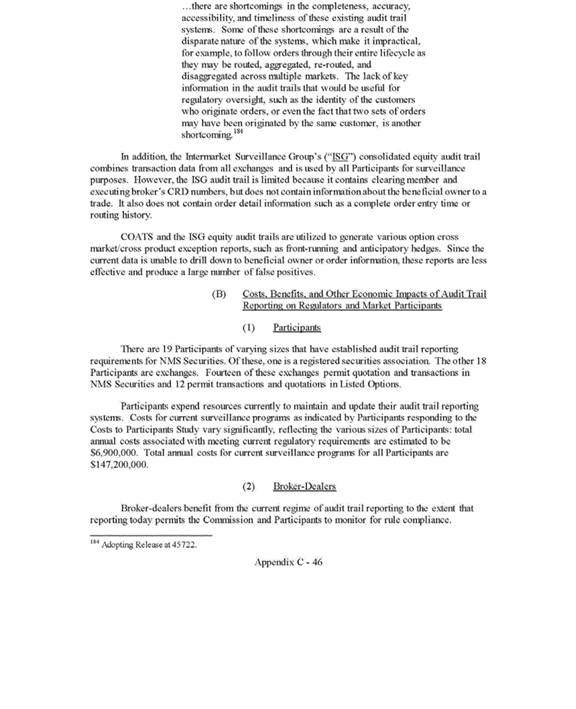 …there are shortcomings in the completeness, accuracy,
accessibility, and timeliness of these existing audit trail
systems. Some of these shortcomings are a result of the
disparate nature of the systems, which make it impractical,
for example, to follow orders through their entire lifecycle as
they may be routed, aggregated, re-routed, and
disaggregated across multiple markets. The lack of key
information in the audit trails that would be useful for
regulatory oversight, such as the identity of the customers
who originate orders, or even the fact that two sets of orders
may have been originated by the same customer, is another
shortcoming.184
In addition, the Intermarket Surveillance Group's ("ISG") consolidated equity audit trail
combines transaction data from all exchanges and is used by all Participants for surveillance
purposes. However, the ISG audit trail is limited because it contains clearing member and
executing broker's CRD numbers, but does not contain information about the beneficial owner to a
trade. It also does not contain order detail information such as a complete order entry time or
routing history.
COATS and the ISG equity audit trails are utilized to generate various option cross
market/cross product exception reports, such as front-running and anticipatory hedges. Since the
current data is unable to drill down to beneficial owner or order information, these reports are less
effective and produce a large number of false positives.
(B) Costs, Benefits, and Other Economic Impacts of Audit Trail
Reporting on Regulators and Market Participants
(1) Participants
There are 19 Participants of varying sizes that have established audit trail reporting
requirements for NMS Securities. Of these, one is a registered securities association. The other 18
Participants are exchanges. Fourteen of these exchanges permit quotation and transactions in
NMS Securities and 12 permit transactions and quotations in Listed Options.
Participants expend resources currently to maintain and update their audit trail reporting
systems. Costs for current surveillance programs as indicated by Participants responding to the
Costs to Participants Study vary significantly, reflecting the various sizes of Participants: total
annual costs associated with meeting current regulatory requirements are estimated to be
$6,900,000. Total annual costs for current surveillance programs for all Participants are
$147,200,000.
(2) Broker-Dealers
Broker-dealers benefit from the current regime of audit trail reporting to the extent that
reporting today permits the Commission and Participants to monitor for rule compliance.
184 Adopting Release at 45722.
Appendix C - 46